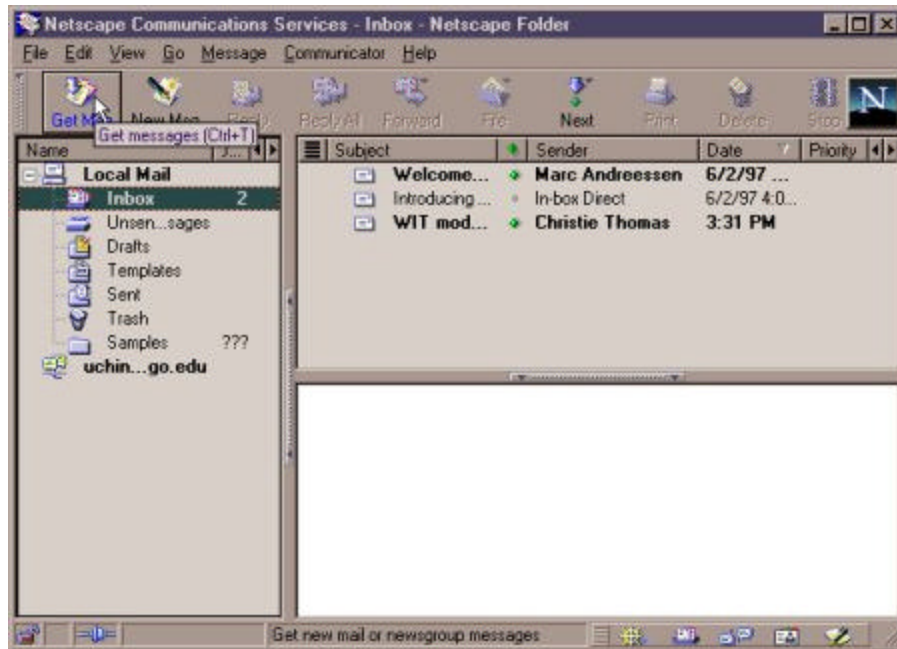 Netscape Communications Services - Inbox - Netscape Folder
File Edit View Go Message Communicator Help
Get New Msg Reply Reply All Forward File Next Print Delete Stop N
Get messages (Ctrl+T)
Name Subject Sender Date Priority
Local Mail
Inbox 2
Unsen...sages
Drafts
Templates
Sent
Trash
Samples ???
uchin...go.edu
Welcome... Marc Andreessen 6/2/97 ...
Introducing ... In-box Direct 6/2/97 4:0...
WIT mod... Christie Thomas 3:31 PM
Get new mail or newsgroup messages